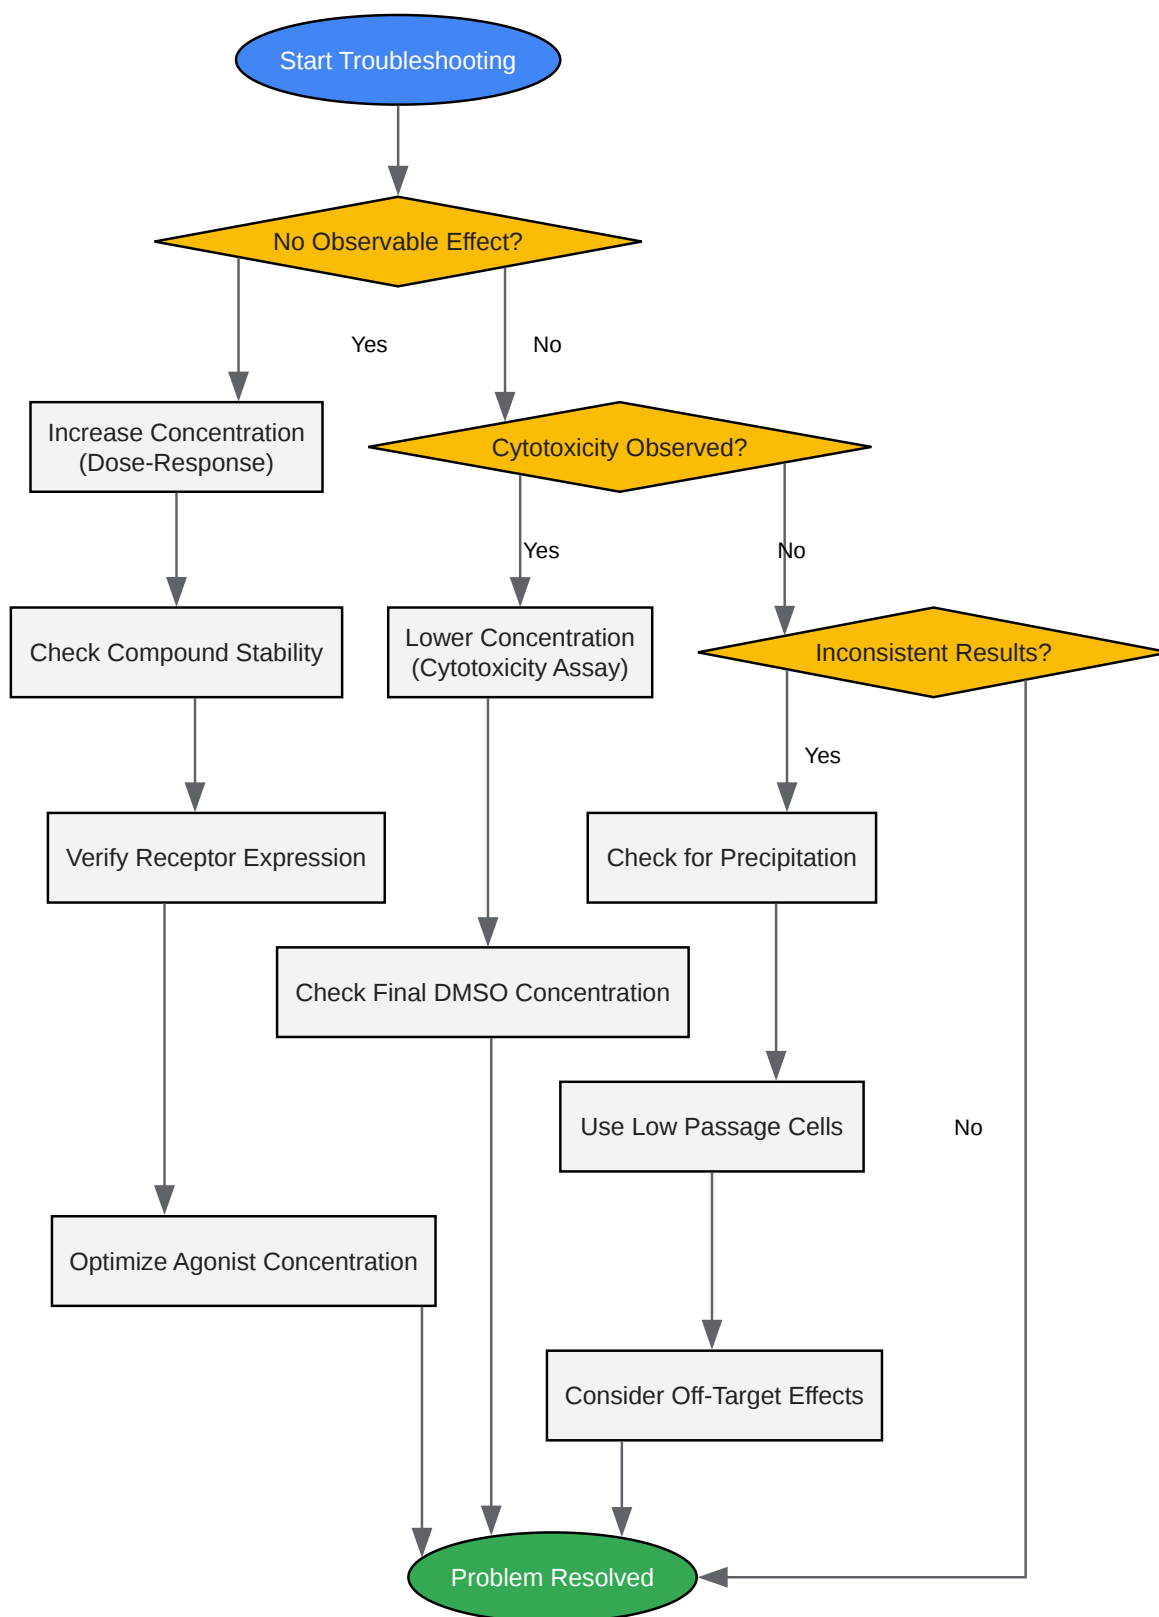 Start Troubleshooting
No Observable Effect?
Yes
No
Increase Concentration
(Dose-Response)
Cytotoxicity Observed?
Yes
No
Check Compound Stability
Lower Concentration
(Cytotoxicity Assay)
Inconsistent Results?
Yes
Verify Receptor Expression
Check for Precipitation
Check Final DMSO Concentration
Use Low Passage Cells
No
Optimize Agonist Concentration
Consider Off-Target Effects
Problem Resolved